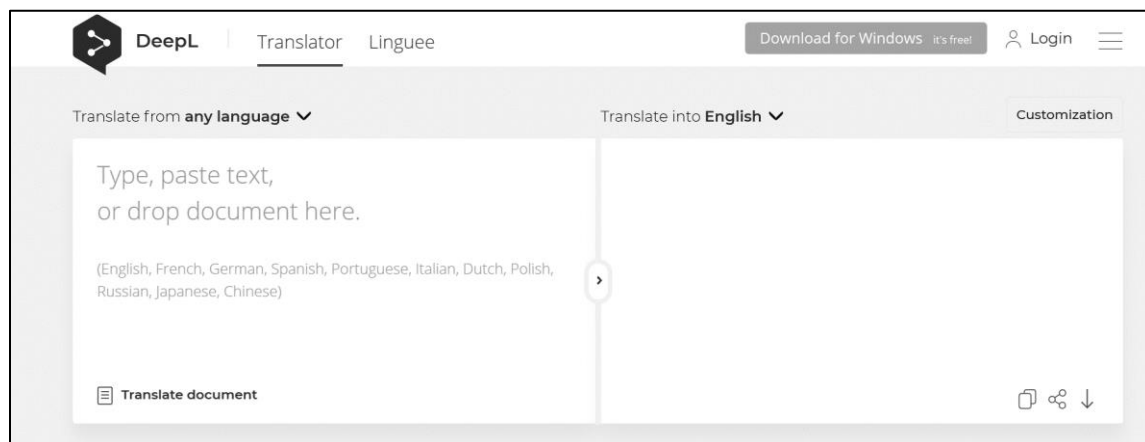 DeepL Translator Linguee Download for Windows it's free! Login
Translate from any language Translate into English Customization
Type, paste text,
or drop document here.
(English, French, German, Spanish, Portuguese, Italian, Dutch, Polish,
Russian, Japanese, Chinese)
Translate document